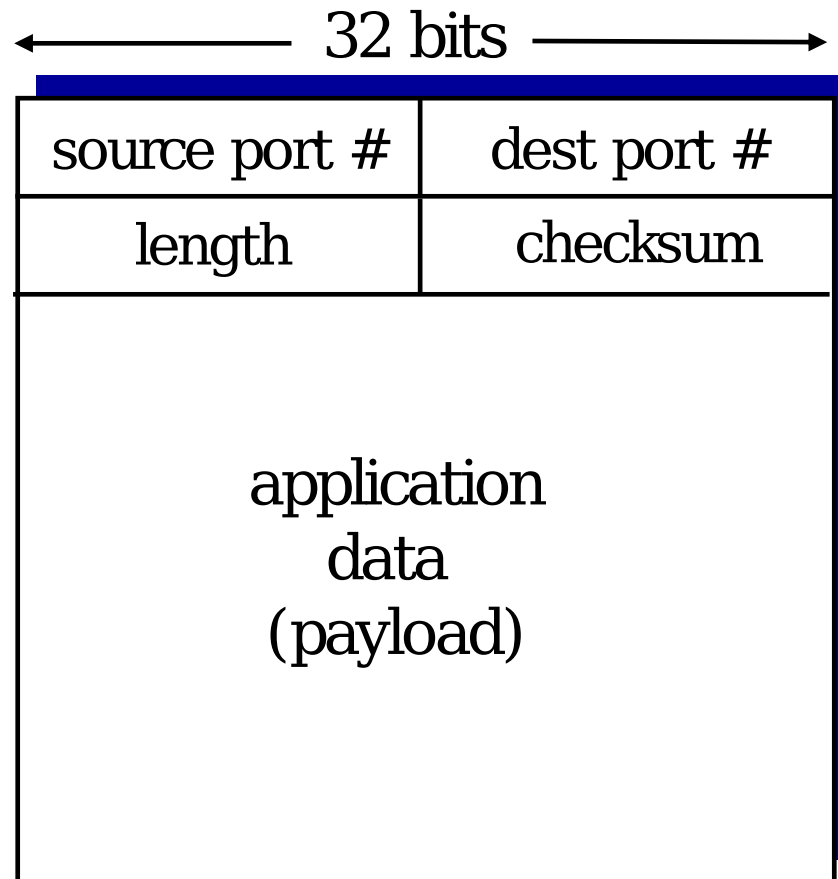 32 bits
source port # dest port #
length checksum
application
data
(payload)